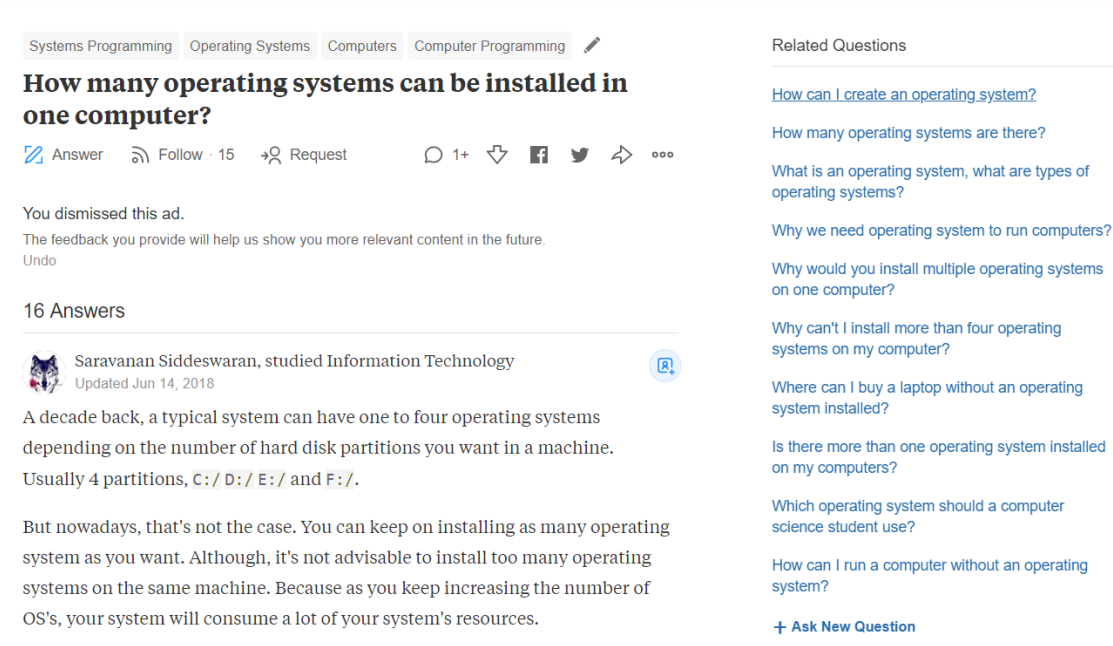 Systems Programming Operating Systems Computers Computer Programming
How many operating systems can be installed in
one computer?
Answer Follow · 15 Request 1+
You dismissed this ad.
The feedback you provide will help us show you more relevant content in the future.
Undo
16 Answers
Saravanan Siddeswaran, studied Information Technology
Updated Jun 14, 2018
A decade back, a typical system can have one to four operating systems
depending on the number of hard disk partitions you want in a machine.
Usually 4 partitions, C:/ D:/ E:/ and F:/.
But nowadays, that's not the case. You can keep on installing as many operating
system as you want. Although, it's not advisable to install too many operating
systems on the same machine. Because as you keep increasing the number of
OS's, your system will consume a lot of your system's resources.
Related Questions
How can I create an operating system?
How many operating systems are there?
What is an operating system, what are types of
operating systems?
Why we need operating system to run computers?
Why would you install multiple operating systems
on one computer?
Why can't I install more than four operating
systems on my computer?
Where can I buy a laptop without an operating
system installed?
Is there more than one operating system installed
on my computers?
Which operating system should a computer
science student use?
How can I run a computer without an operating
system?
+ Ask New Question